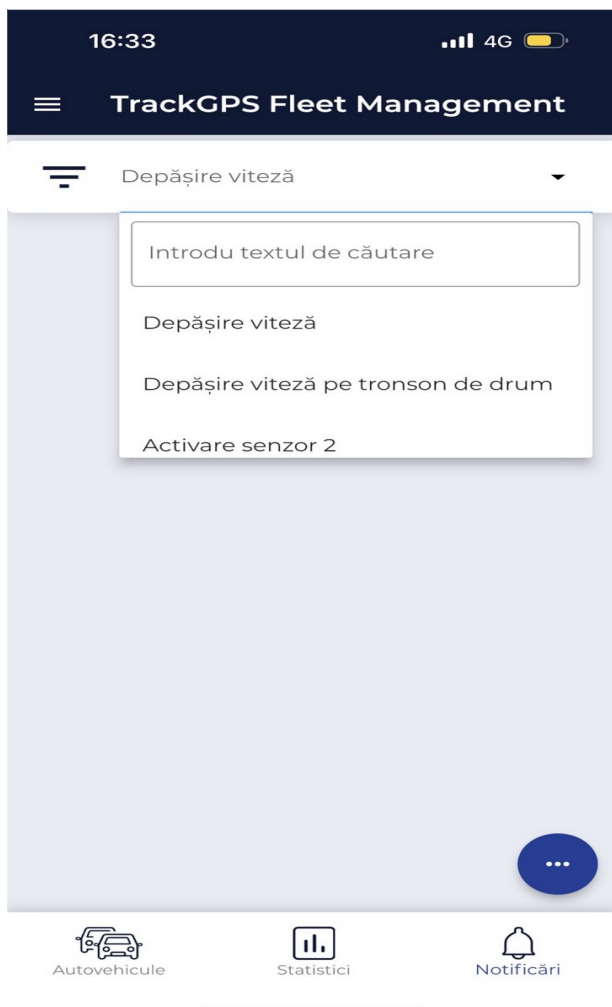 16:33
4G
TrackGPS Fleet Management
Depășire viteză
Introdu textul de căutare
Depășire viteză
Depășire viteză pe tronson de drum
Activare senzor 2
Autovehicule
Statistici
Notificări